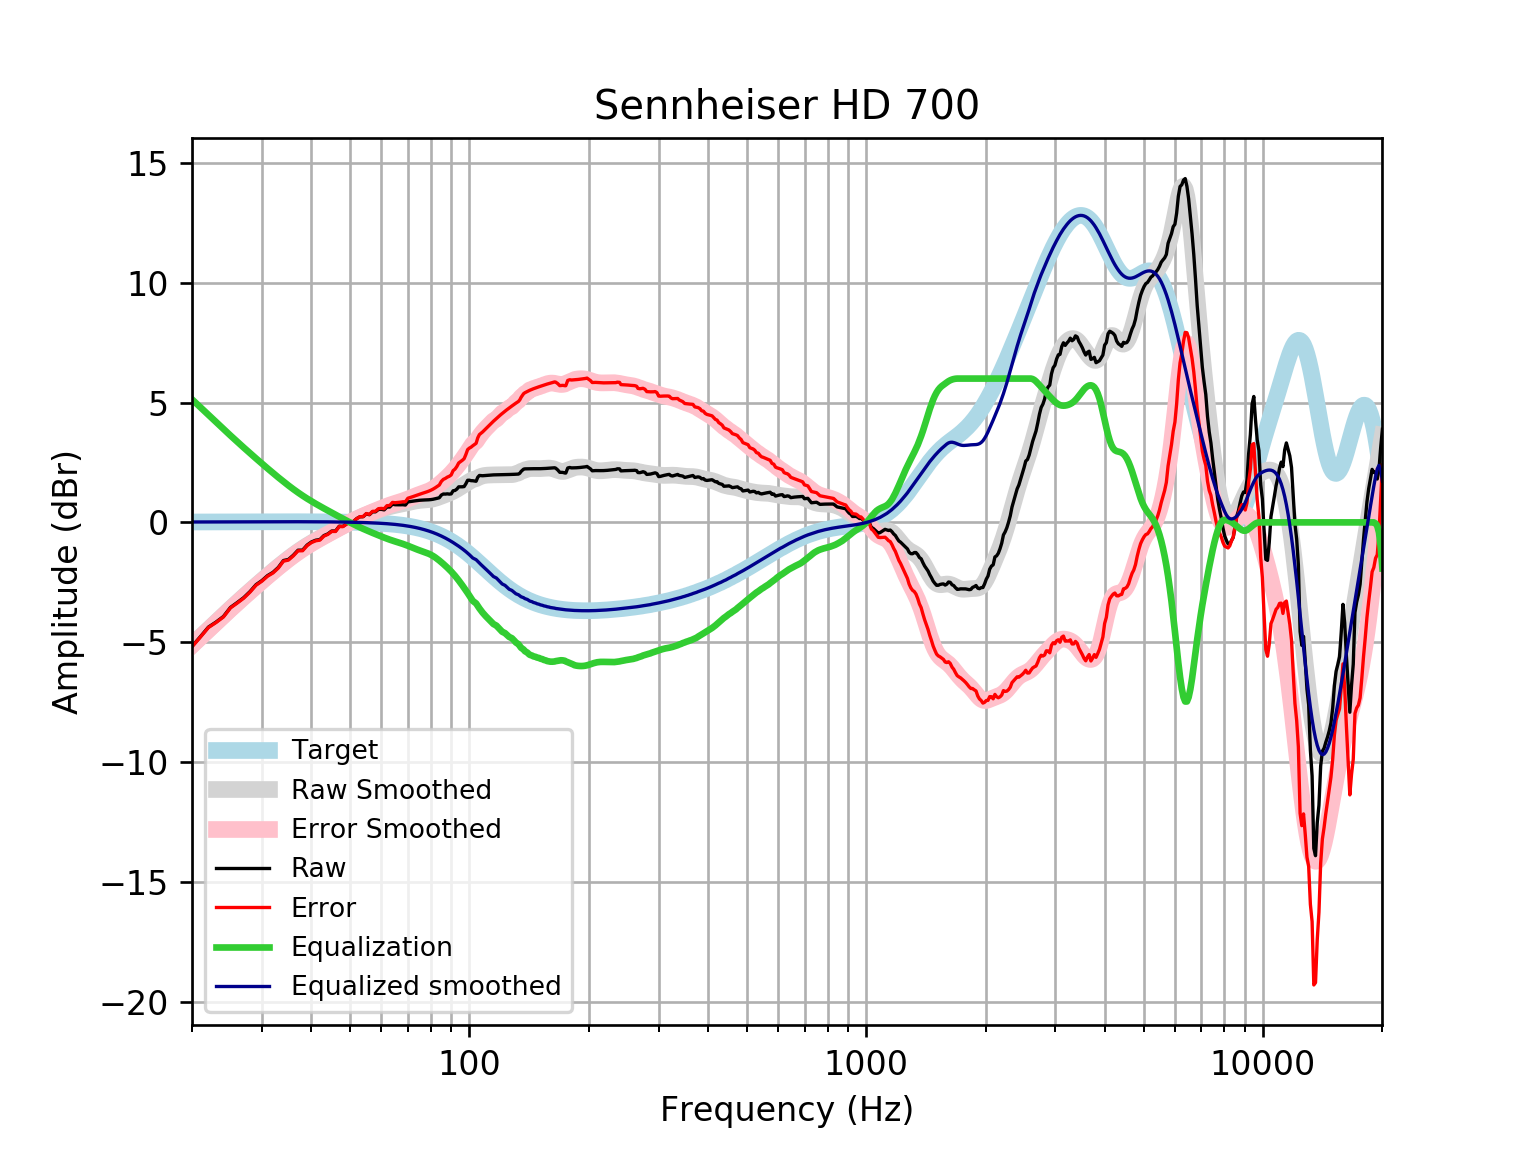 Sennheiser HD 700
15
10
5
0
−5
−10
−15
−20
Amplitude (dBr)
Target
Raw Smoothed
Error Smoothed
Raw
Error
Equalization
Equalized smoothed
100
1000
10000
Frequency (Hz)